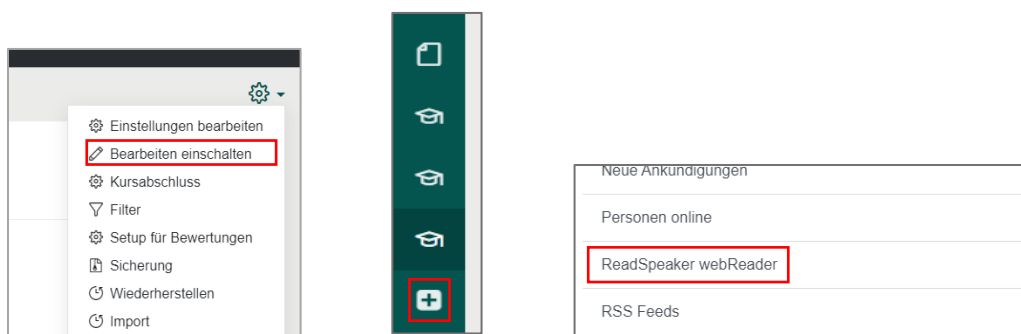 Einstellungen bearbeiten
Bearbeiten einschalten
Kursabschluss
Filter
Setup für Bewertungen
Sicherung
Wiederherstellen
Import
Neue Ankündigungen
Personen online
ReadSpeaker webReader
RSS Feeds